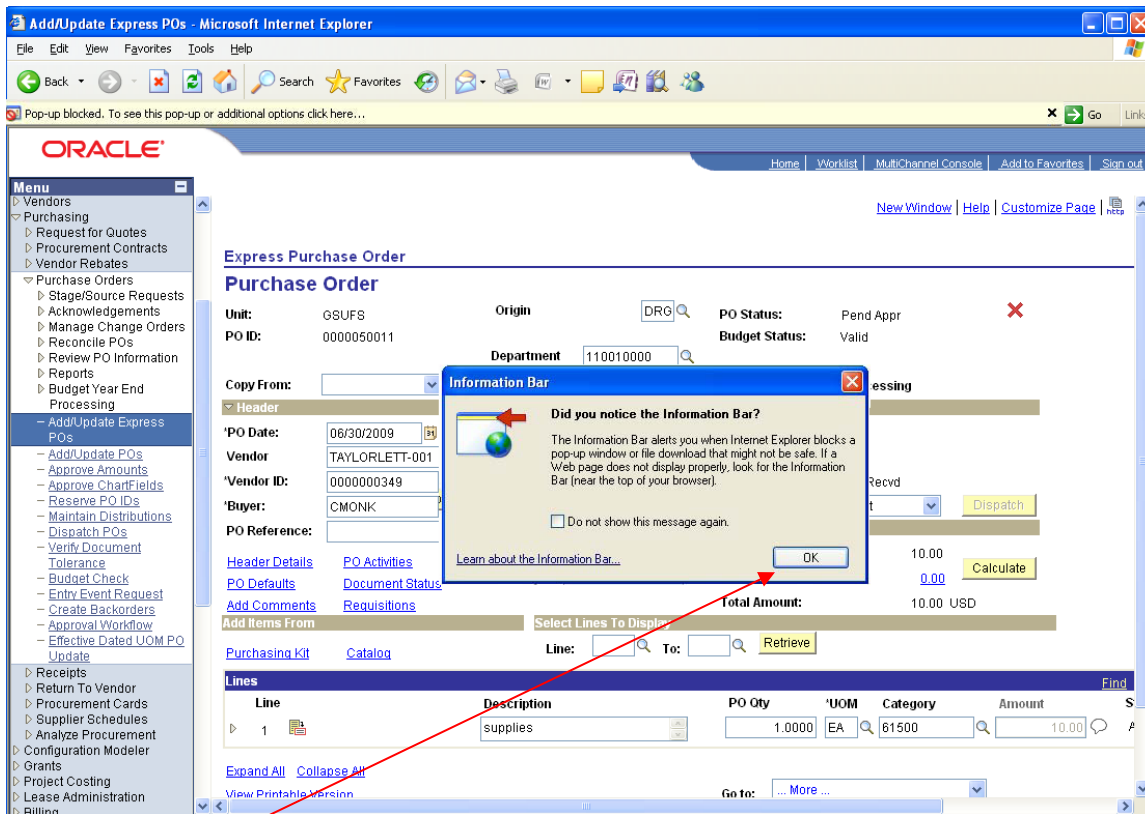 Add/Update Express POs - Microsoft Internet Explorer
File Edit View Favorites Tools Help
Back Search Favorites
Pop-up blocked. To see this pop-up or additional options click here... Go Link
ORACLE
Home Worklist MultiChannel Console Add to Favorites Sign out
Menu
Vendors
Purchasing
Request for Quotes
Procurement Contracts
Vendor Rebates
Purchase Orders
Stage/Source Requests
Acknowledgements
Manage Change Orders
Reconcile POs
Review PO Information
Reports
Budget Year End
Processing
Add/Update Express
POs
Add/Update POs
Approve Amounts
Approve ChartFields
Reserve PO IDs
Maintain Distributions
Dispatch POs
Verify Document
Tolerance
Budget Check
Entry Event Request
Create Backorders
Approval Workflow
Effective Dated UOM PO
Update
Receipts
Return To Vendor
Procurement Cards
Supplier Schedules
Analyze Procurement
Configuration Modeler
Grants
Project Costing
Lease Administration
Billing
New Window Help Customize Page http
Express Purchase Order
Purchase Order
Unit: GSUFS Origin DRG PO Status: Pend Appr
PO ID: 0000050011 Budget Status: Valid
Department 110010000
Copy From: essing
Header
*PO Date: 06/30/2009
Vendor TAYLORLETT-001
*Vendor ID: 0000000349 Recvd
*Buyer: CMONK t Dispatch
PO Reference:
Header Details PO Activities 10.00
PO Defaults Document Status 0.00 Calculate
Add Comments Requisitions Total Amount: 10.00 USD
Information Bar
Did you notice the Information Bar?
The Information Bar alerts you when Internet Explorer blocks a
pop-up window or file download that might not be safe. If a
Web page does not display properly, look for the Information
Bar (near the top of your browser).
Do not show this message again.
Learn about the Information Bar... OK
Add Items From Select Lines To Display
Purchasing Kit Catalog Line: To: Retrieve
Lines Find
Line Description PO Qty *UOM Category Amount S
1 supplies 1.0000 EA 61500 10.00 A
Expand All Collapse All
View Printable Version Go to: ... More ...